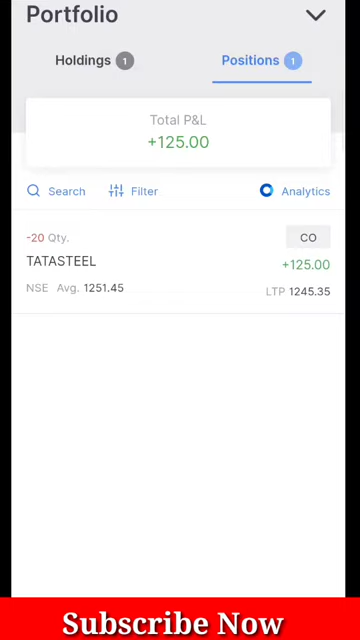 Portfolio
Holdings 1
Positions 1
Total P&L
+125.00
Search
Filter
Analytics
-20 Qty.
CO
TATASTEEL
+125.00
NSE Avg. 1251.45
LTP 1245.35
Subscribe Now